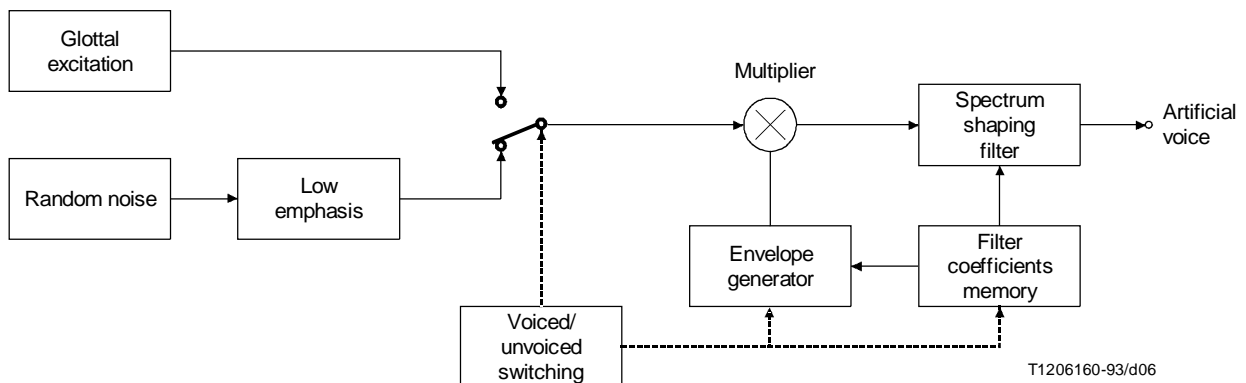 Glottal
excitation
Multiplier
Spectrum
shaping
filter
Artificial
voice
Random noise
Low
emphasis
Envelope
generator
Filter
coefficients
memory
Voiced/
unvoiced
switching
T1206160-93/d06